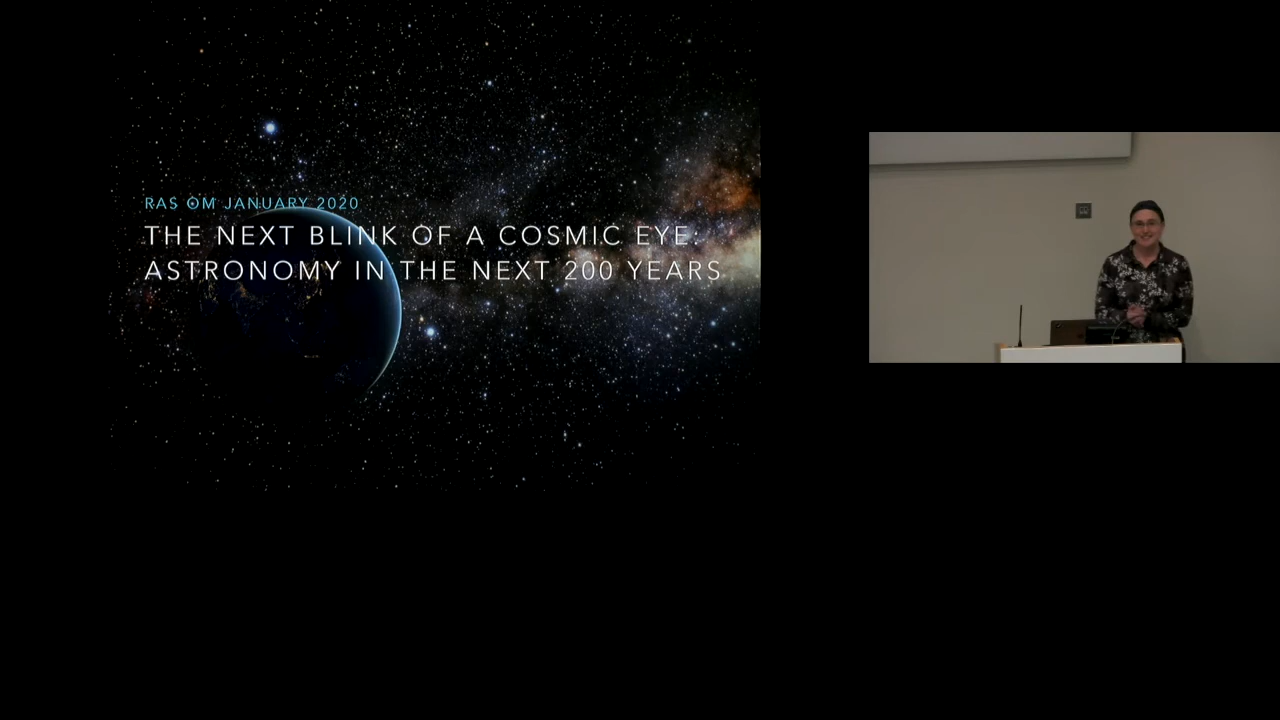 RAS OM JANUARY 2020
THE NEXT BLINK OF A COSMIC EYE:
ASTRONOMY IN THE NEXT 200 YEARS